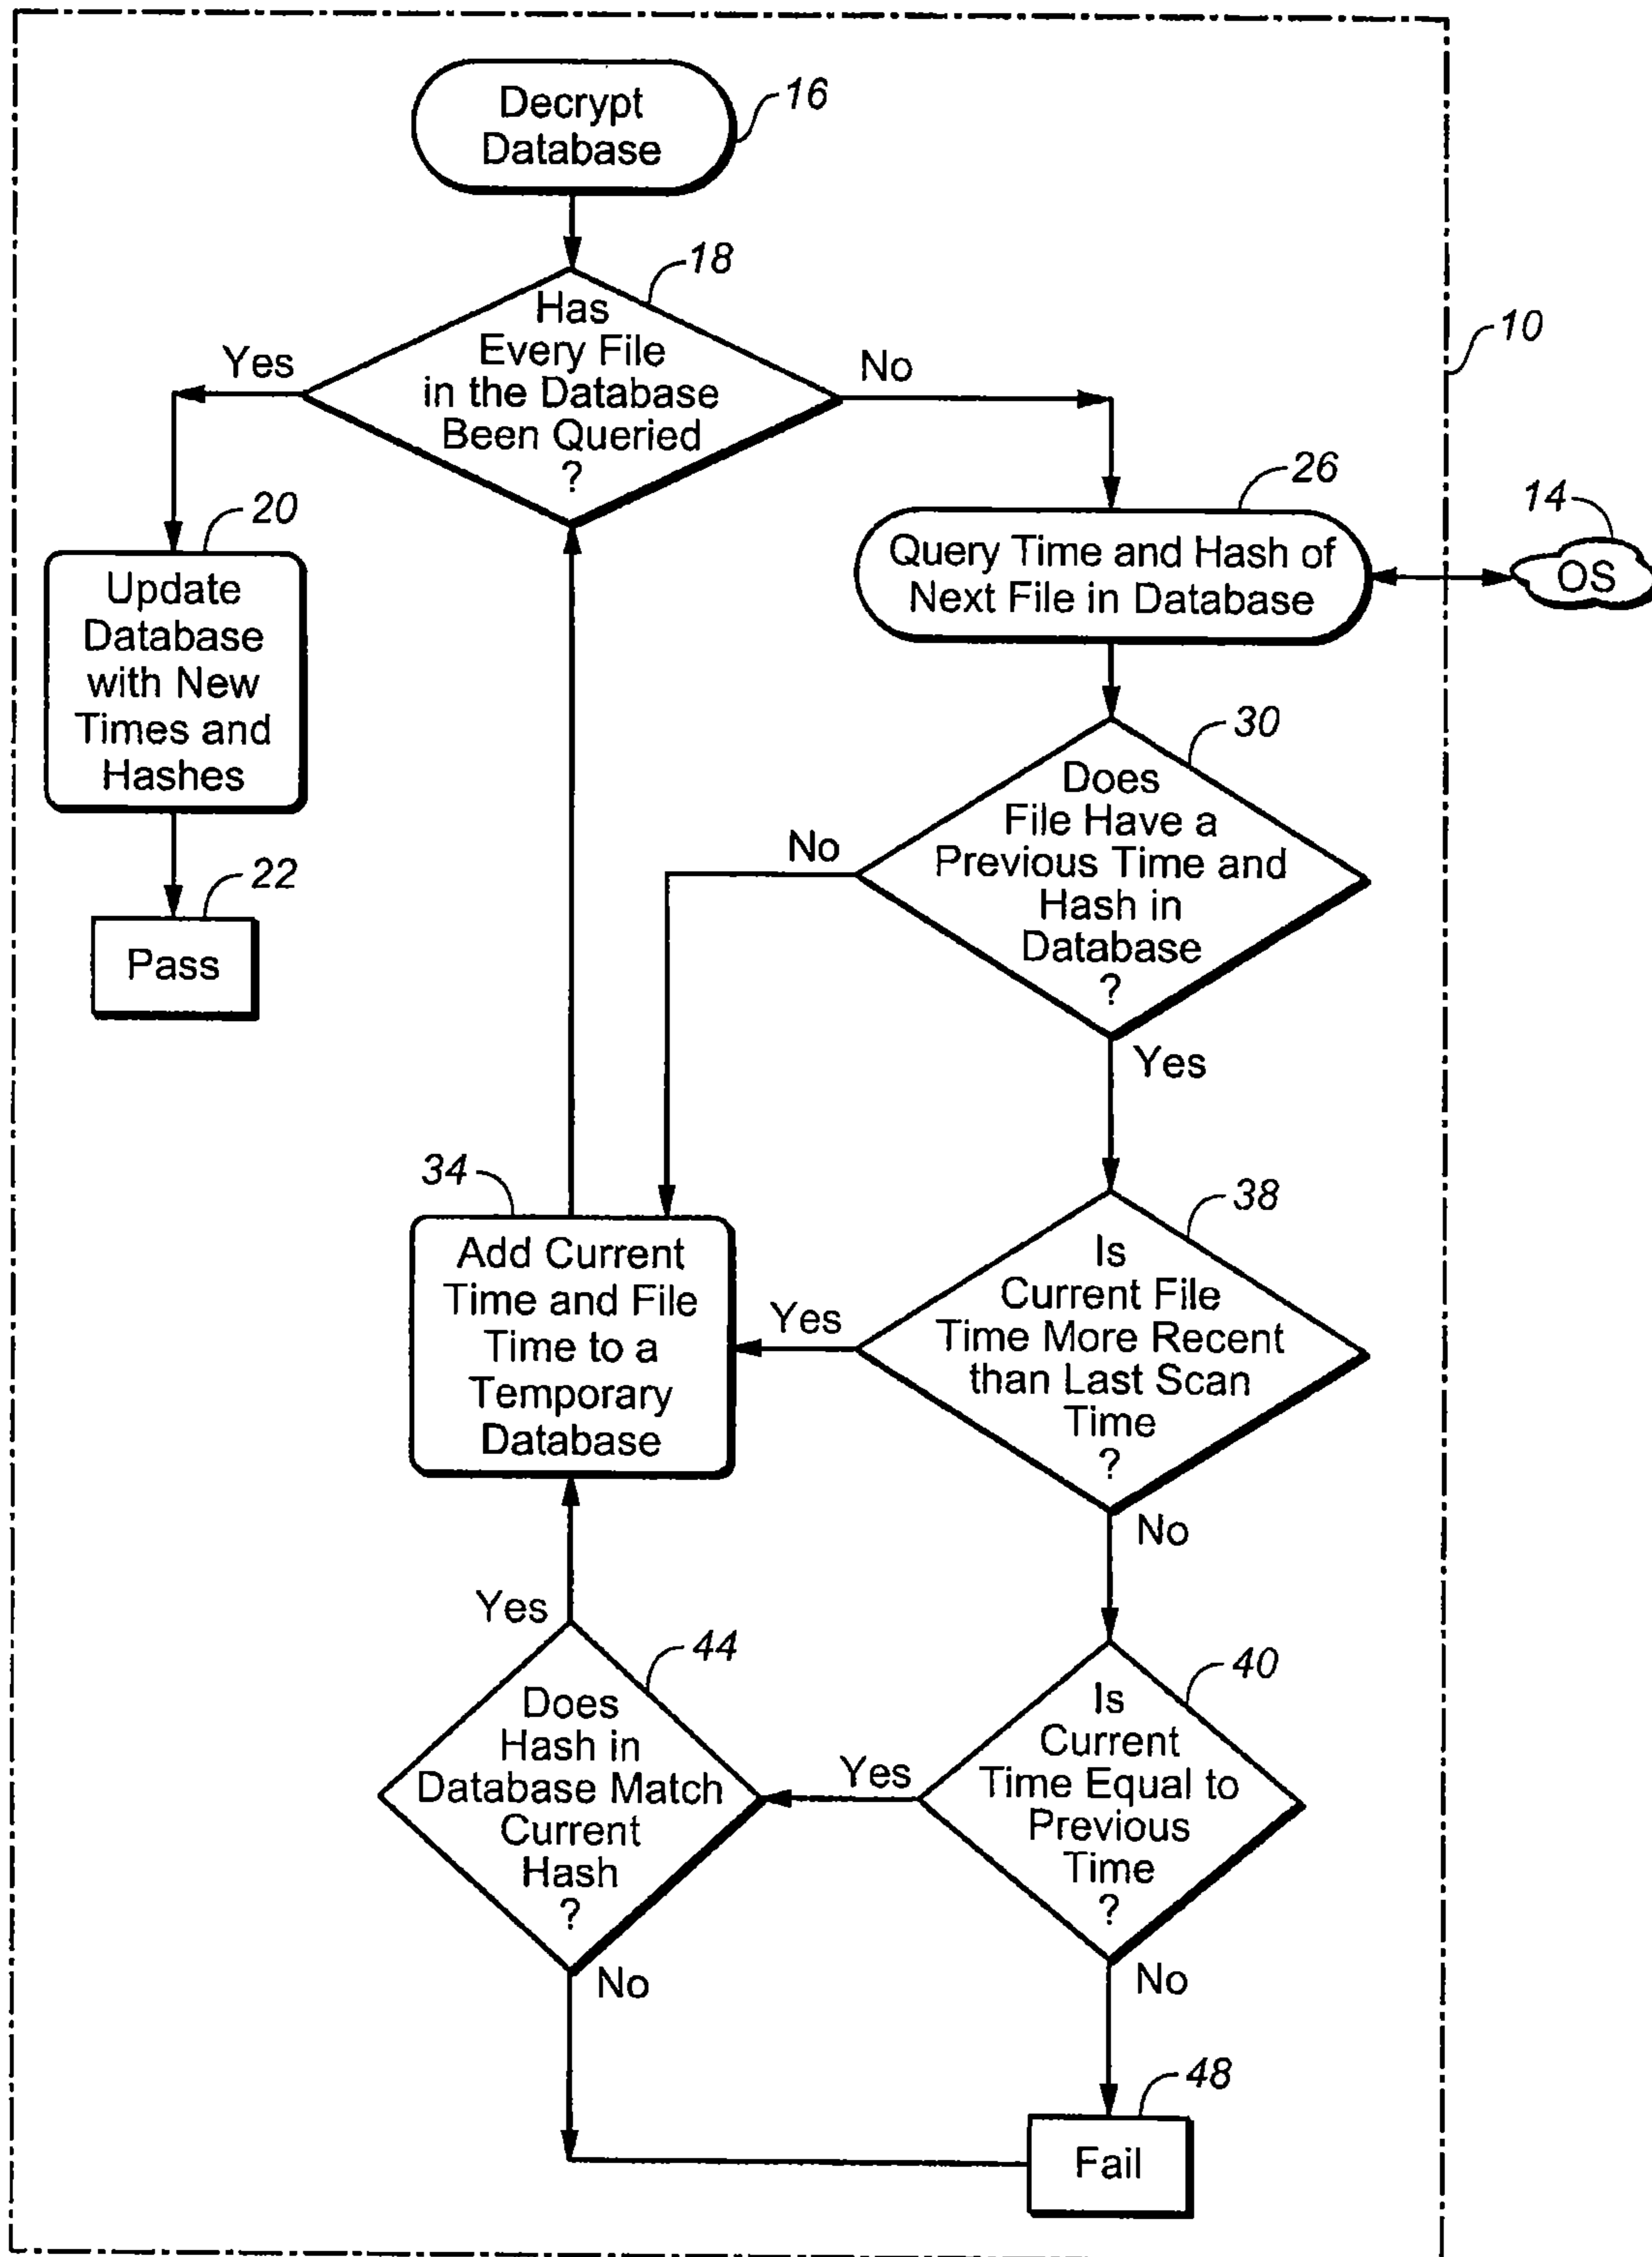 Decrypt
Database
16
18
Has
Every File
in the Database
Been Queried
?
Yes
No
10
20
Update
Database
with New
Times and
Hashes
22
Pass
26
Query Time and Hash of
Next File in Database
14
OS
30
Does
File Have a
Previous Time and
Hash in
Database
?
No
Yes
34
Add Current
Time and File
Time to a
Temporary
Database
38
Is
Current File
Time More Recent
than Last Scan
Time
?
Yes
No
40
Is
Current
Time Equal to
Previous
Time
?
Yes
No
44
Does
Hash in
Database Match
Current
Hash
?
Yes
No
48
Fail